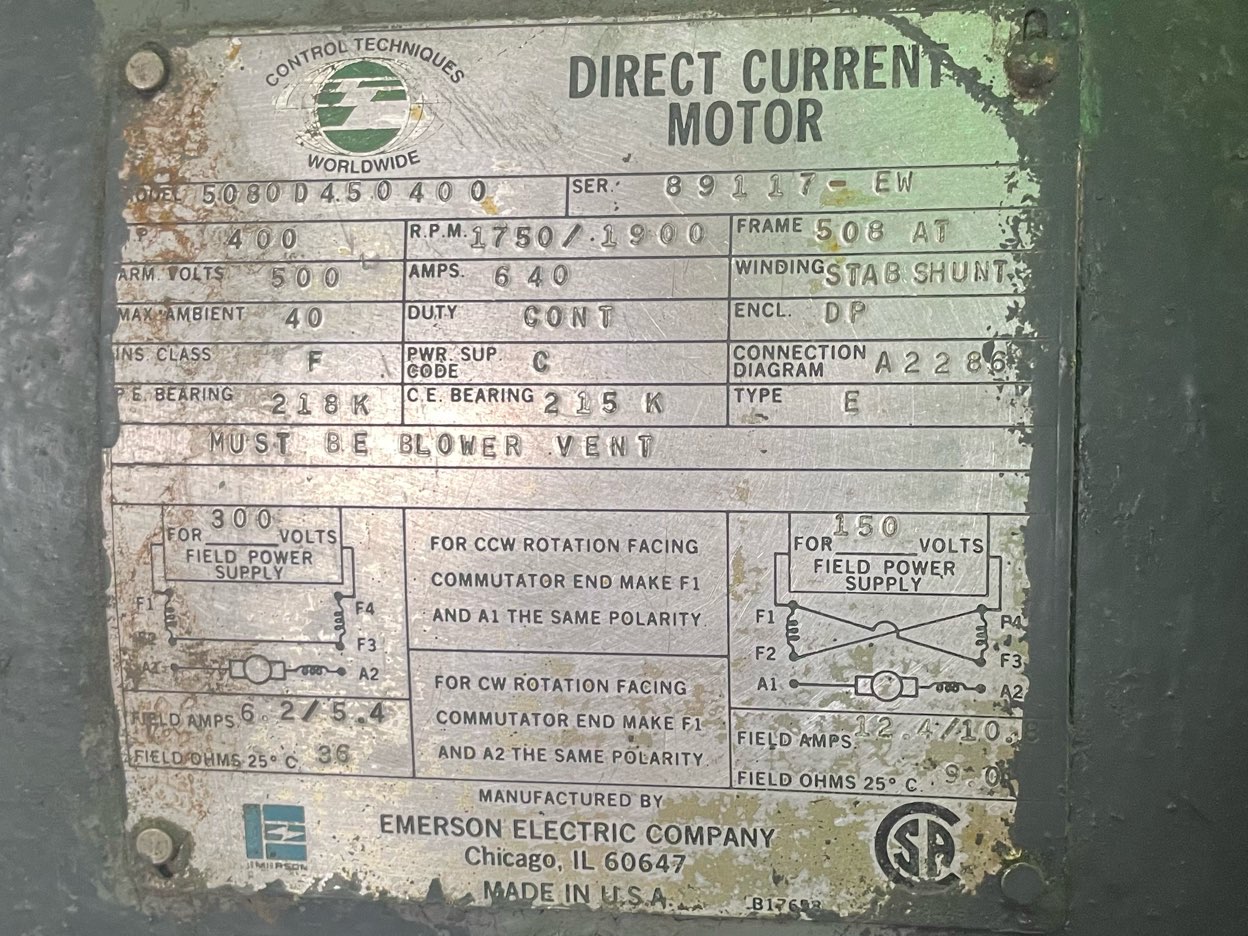 CONTROL TECHNIQUES
WORLDWIDE
DIRECT CURRENT
MOTOR
MODEL 5080D450400 SER. 89117-EW
400 R.P.M. 1750/1900 FRAME 508 AT
ARM. VOLTS 500 AMPS. 640 WINDING STAB SHUNT
MAX AMBIENT 40 DUTY CONT ENCL. DP
INS. CLASS F PWR. SUP. CODE C CONNECTION DIAGRAM A2286
P.E. BEARING 218K C.E. BEARING 215K TYPE E
MUST BE BLOWER VENT
FOR 300 VOLTS
FIELD POWER
SUPPLY
F1 F4
F2 F3
A1 A2
FIELD AMPS 6.2/5.4
FIELD OHMS 25° C. 36
FOR CCW ROTATION FACING
COMMUTATOR END MAKE F1
AND A1 THE SAME POLARITY.
FOR CW ROTATION FACING
COMMUTATOR END MAKE F1
AND A2 THE SAME POLARITY.
FOR 150 VOLTS
FIELD POWER
SUPPLY
F1 F4
F2 F3
A1 A2
FIELD AMPS. 12.4/10.8
FIELD OHMS 25° C. 9.0
MANUFACTURED BY
EMERSON ELECTRIC COMPANY
Chicago, IL 60647
MADE IN U.S.A.
EMERSON
CSA